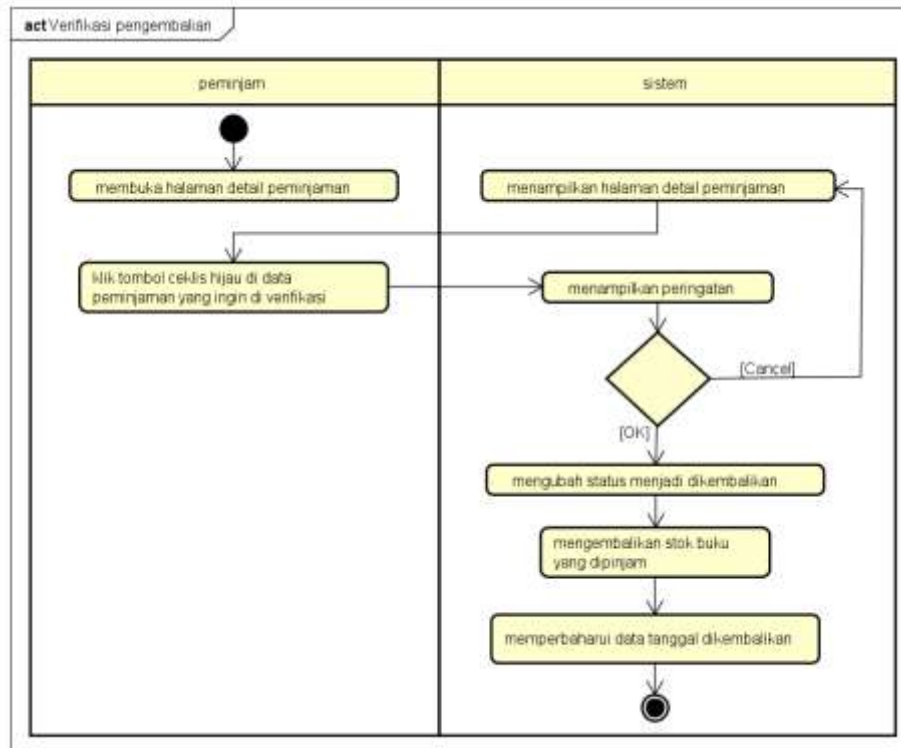 act Verifikasi pengembalian
peminjam
sistem
membuka halaman detail peminjaman
menampilkan halaman detail peminjaman
klik tombol ceklis hijau di data
peminjaman yang ingin di verifikasi
menampilkan peringatan
[Cancel]
[OK]
mengubah status menjadi dikembalikan
mengembalikan stok buku
yang dipinjam
memperbaharui data tanggal dikembalikan